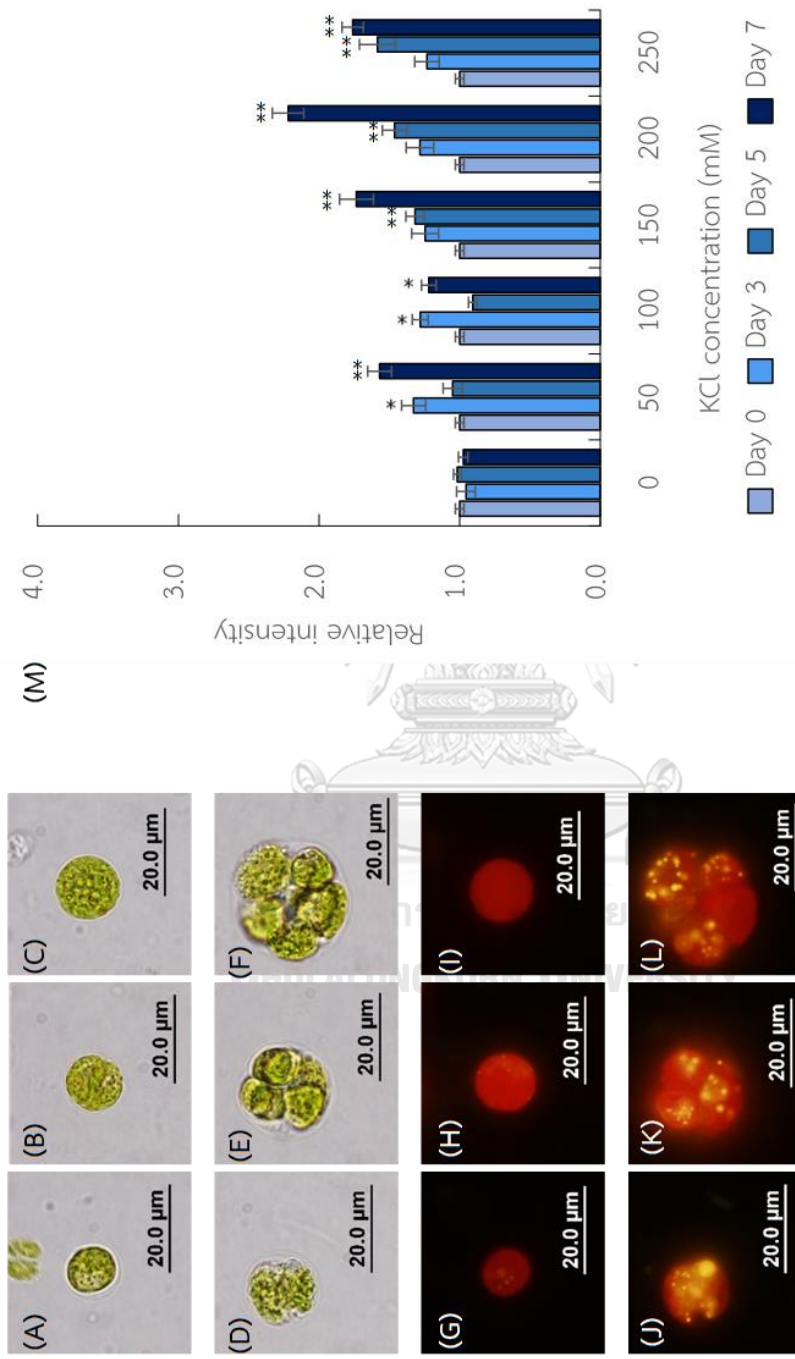 (A) (B) (C)
20.0 µm 20.0 µm 20.0 µm
(D) (E) (F)
20.0 µm 20.0 µm 20.0 µm
(G) (H) (I)
20.0 µm 20.0 µm 20.0 µm
(J) (K) (L)
20.0 µm 20.0 µm 20.0 µm
(M)
Relative intensity
4.0
3.0
2.0
1.0
0.0
** * * * ** ** ** ** ** **
0 50 100 150 200 250
KCl concentration (mM)
Day 0 Day 3 Day 5 Day 7